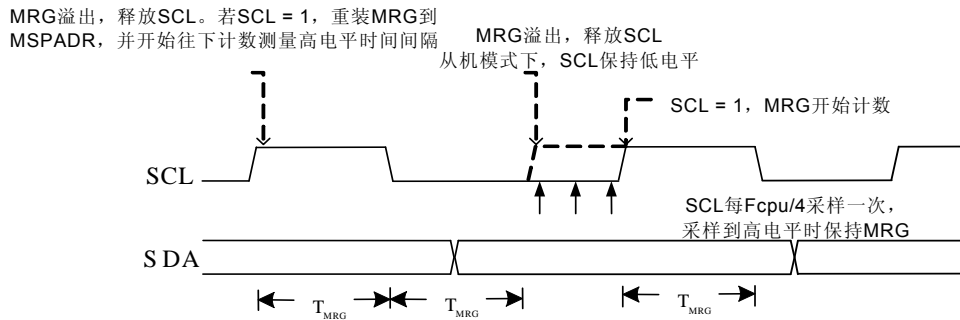 MRG溢出，释放SCL。若SCL = 1，重装MRG到
MSPADR，并开始往下计数测量高电平时间间隔
MRG溢出，释放SCL
从机模式下，SCL保持低电平
SCL = 1，MRG开始计数
SCL
SCL每Fcpu/4采样一次，
采样到高电平时保持MRG
SDA
TMRG
TMRG
TMRG